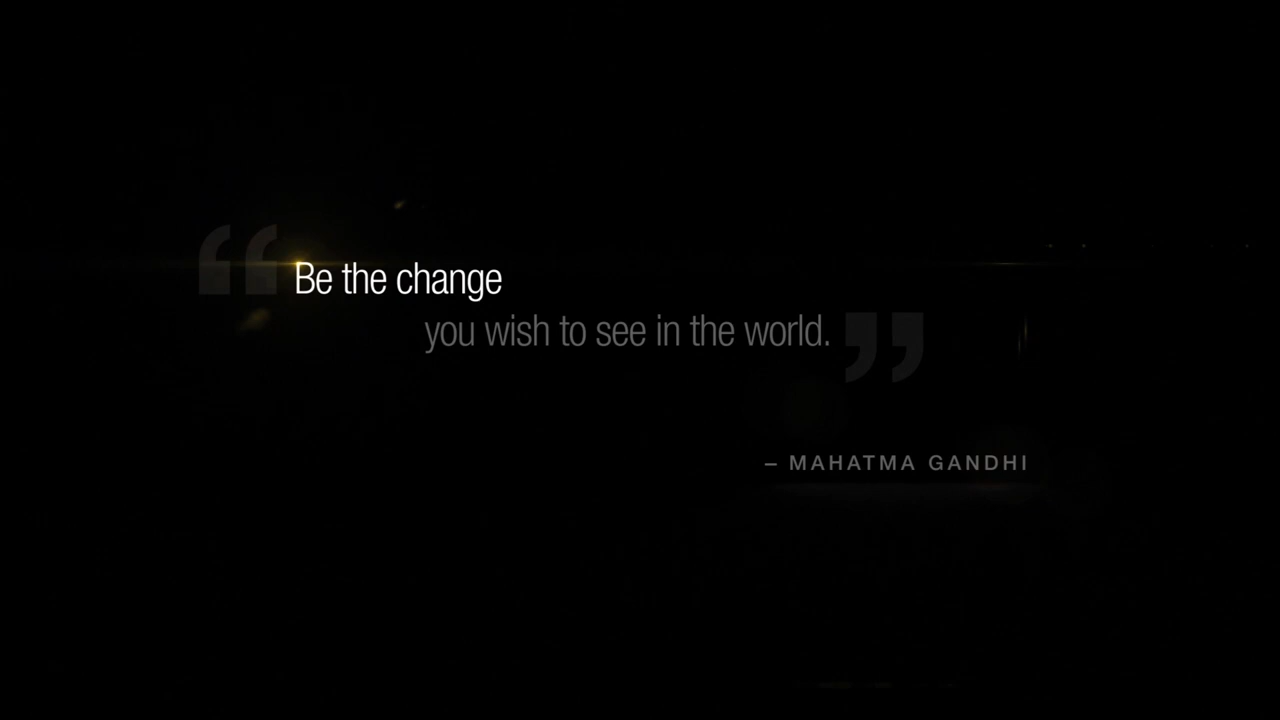 “Be the change
you wish to see in the world.”
– MAHATMA GANDHI